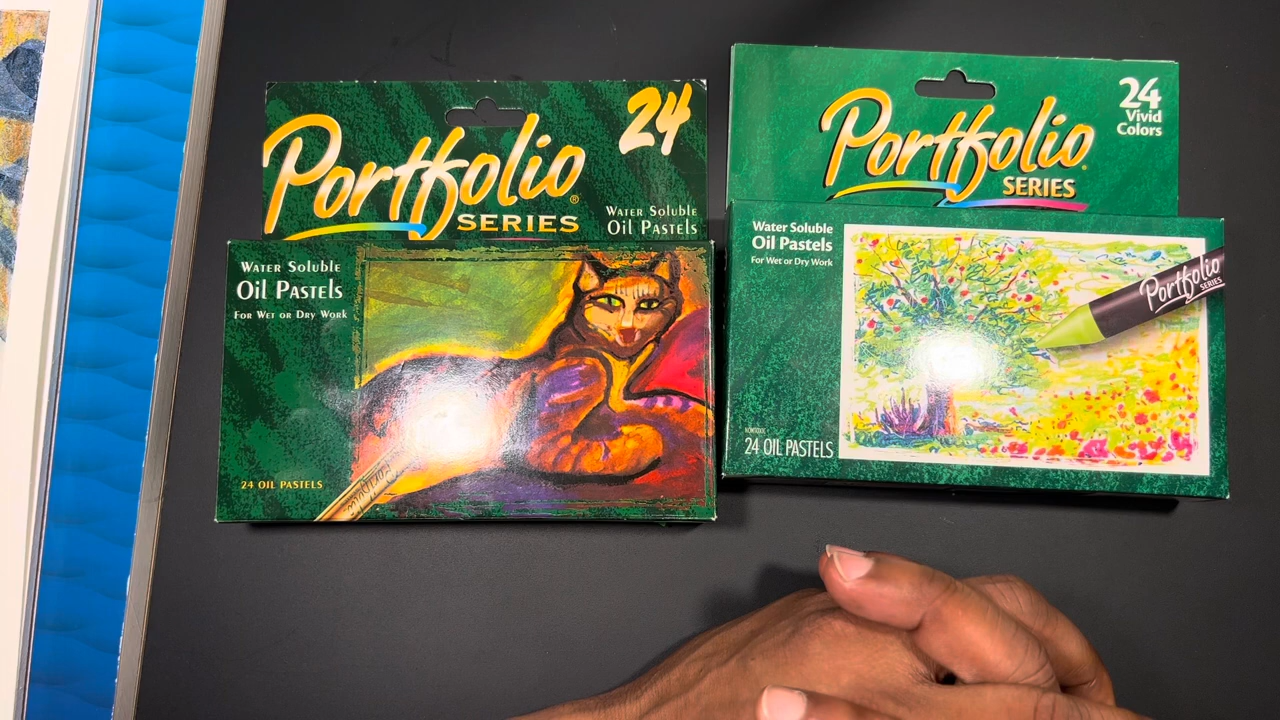 24
Portfolio®
SERIES
Water Soluble
Oil Pastels
Water Soluble
Oil Pastels
For Wet or Dry Work
24 OIL PASTELS
Portfolio®
SERIES
24
Vivid
Colors
Water Soluble
Oil Pastels
For Wet or Dry Work
Portfolio
SERIES
NONTOXIC
24 OIL PASTELS